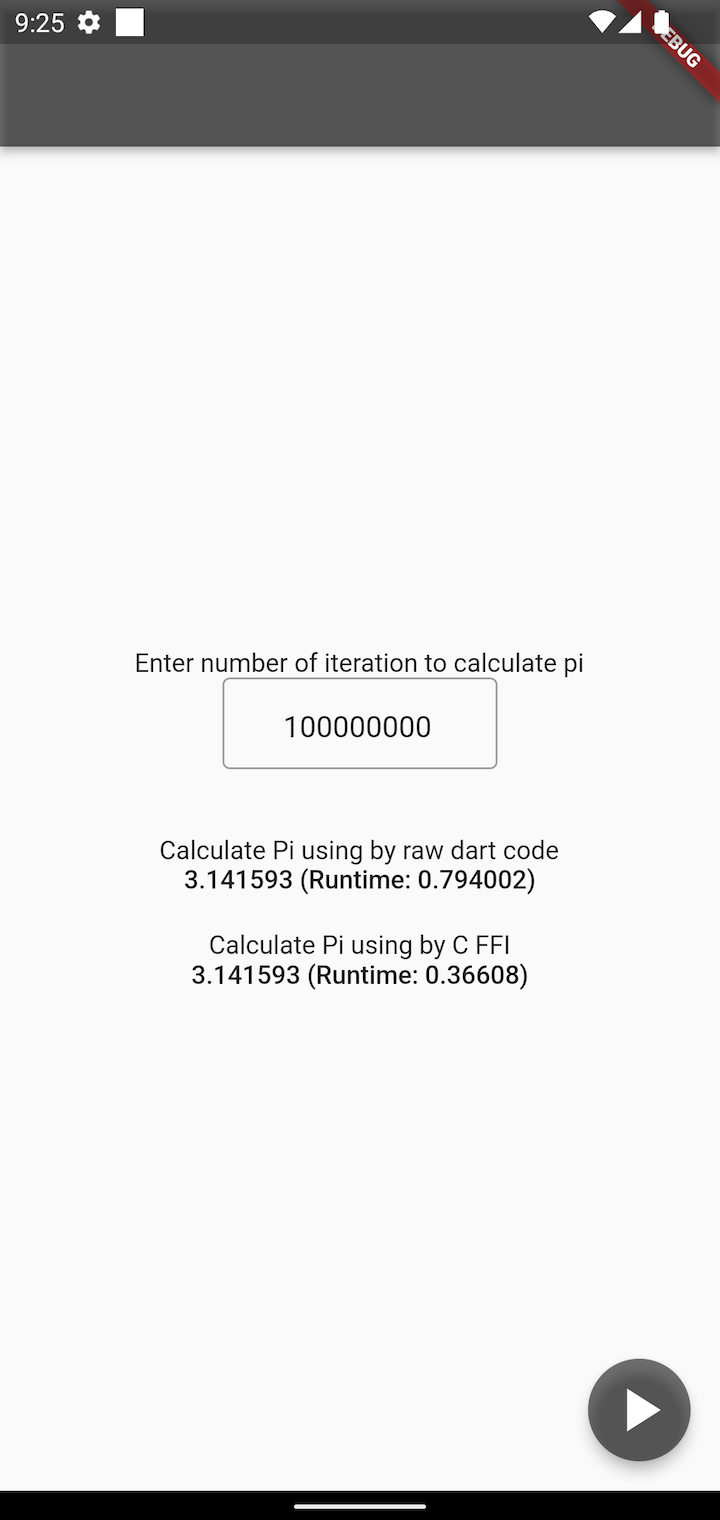 9:25
EBUG
Enter number of iteration to calculate pi
100000000
Calculate Pi using by raw dart code
3.141593 (Runtime: 0.794002)
Calculate Pi using by C FFI
3.141593 (Runtime: 0.36608)